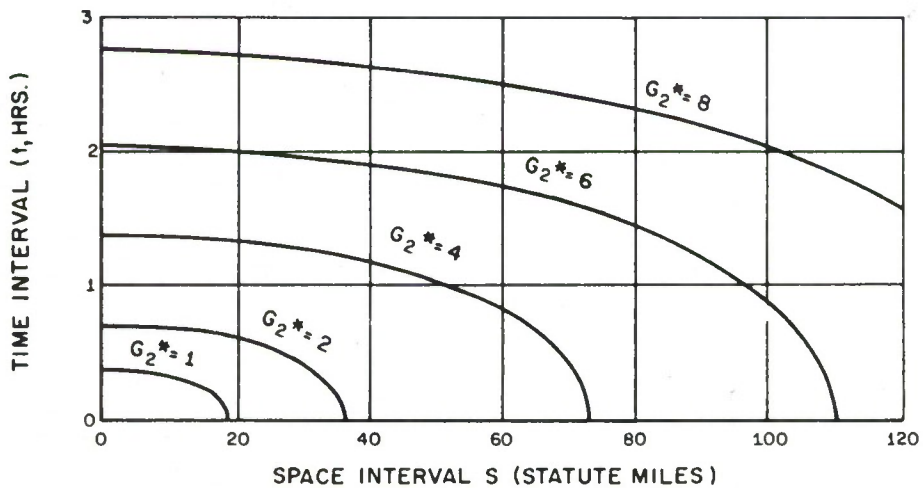 3
2
1
0
TIME INTERVAL (t, HRS.)
G2*= 8
G2*= 6
G2*= 4
G2*= 2
G2*= 1
0 20 40 60 80 100 120
SPACE INTERVAL S (STATUTE MILES)